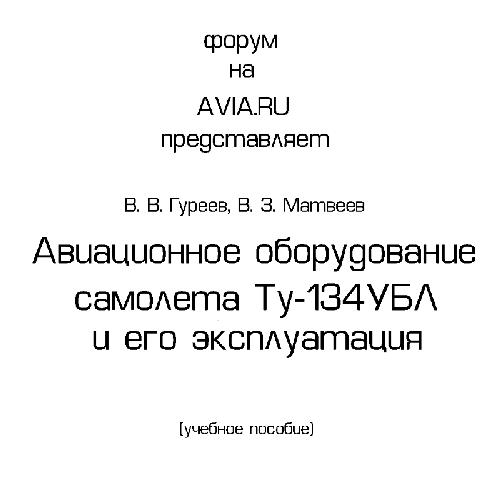 форум
на
AVIA.RU
представляет
В. В. Гуреев, В. З. Матвеев
Авиационное оборудование
самолета Ту-134УБЛ
и его эксплуатация
(учебное пособие)